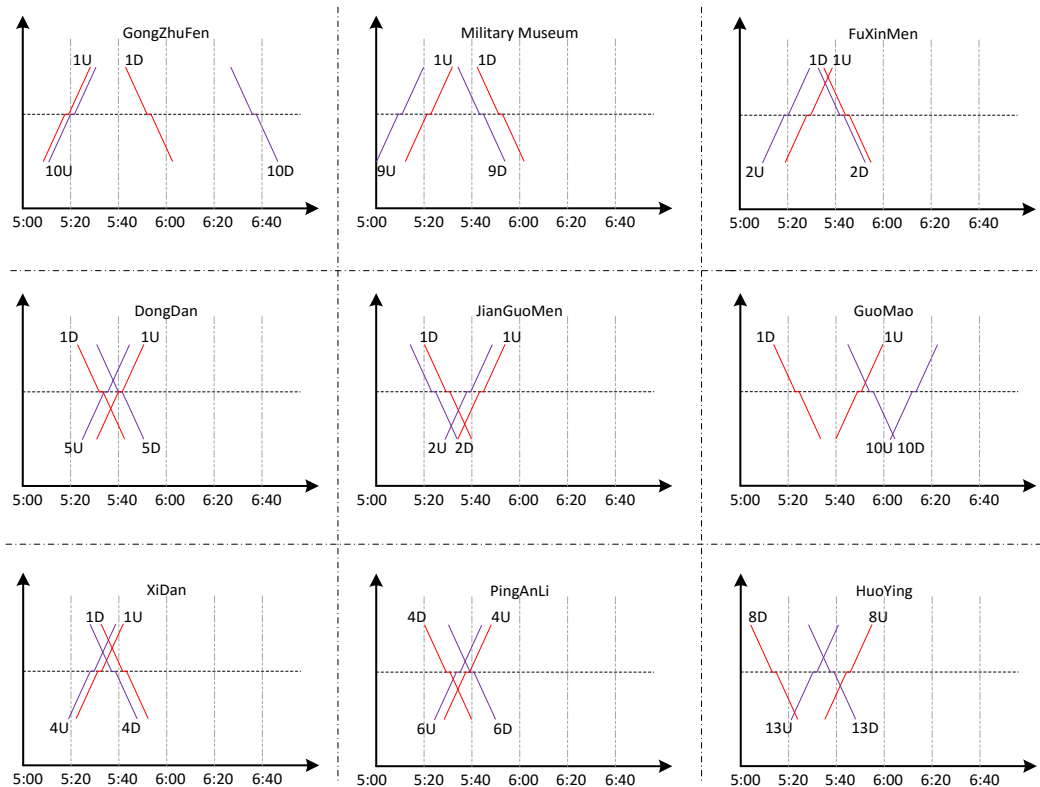 GongZhuFen
1U 1D
10U 10D
5:00 5:20 5:40 6:00 6:20 6:40
Military Museum
1U 1D
9U 9D
5:00 5:20 5:40 6:00 6:20 6:40
FuXinMen
1D 1U
2U 2D
5:00 5:20 5:40 6:00 6:20 6:40
DongDan
1D 1U
5U 5D
5:00 5:20 5:40 6:00 6:20 6:40
JianGuoMen
1D 1U
2U 2D
5:00 5:20 5:40 6:00 6:20 6:40
GuoMao
1D 1U
10U 10D
5:00 5:20 5:40 6:00 6:20 6:40
XiDan
1D 1U
4U 4D
5:00 5:20 5:40 6:00 6:20 6:40
PingAnLi
4D 4U
6U 6D
5:00 5:20 5:40 6:00 6:20 6:40
HuoYing
8D 8U
13U 13D
5:00 5:20 5:40 6:00 6:20 6:40